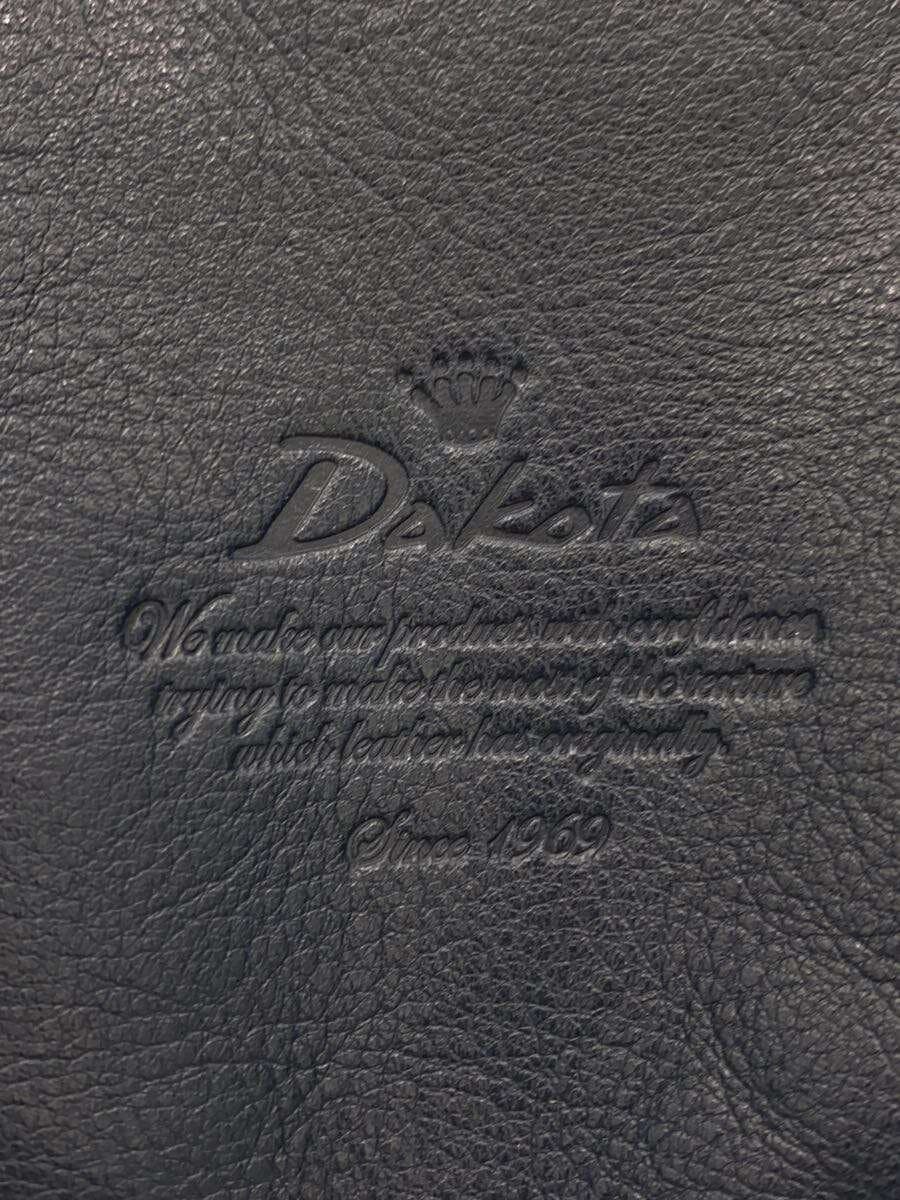 Dakota
We make our products with confidence
trying to make the most of the texture
which leather has originally.
Since 1969